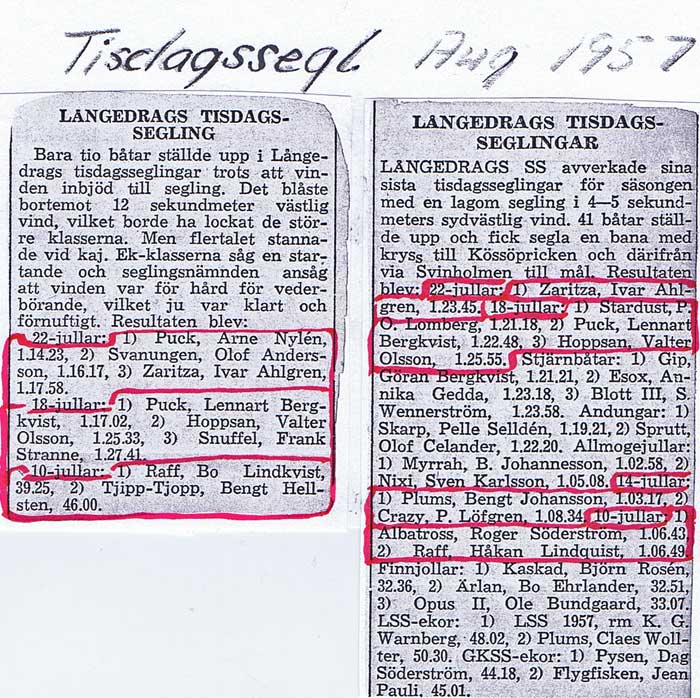 Tisdagssegl. Aug 1957
LÅNGEDRAGS TISDAGS-
SEGLING
Bara tio båtar ställde upp i Långe-
drags tisdagsseglingar trots att vin-
den inbjöd till segling. Det blåste
bortemot 12 sekundmeter västlig
vind, vilket borde ha lockat de stör-
re klasserna. Men flertalet stanna-
de vid kaj. Ek-klasserna såg en star-
tande och seglingsnämnden ansåg
att vinden var för hård för veder-
börande, vilket ju var klart och
förnuftigt. Resultaten blev:
22-jullar: 1) Puck, Arne Nylén,
1.14.23, 2) Svanungen, Olof Anders-
son, 1.16.17, 3) Zaritza, Ivar Ahlgren,
1.17.58.
18-jullar: 1) Puck, Lennart Berg-
kvist, 1.17.02, 2) Hoppsan, Valter
Olsson, 1.25.33, 3) Snuffel, Frank
Stranne, 1.27.41.
10-jullar: 1) Raff, Bo Lindkvist,
39.25, 2) Tjipp-Tjopp, Bengt Hell-
sten, 46.00.
LÅNGEDRAGS TISDAGS-
SEGLINGAR
LÅNGEDRAGS SS avverkade sina
sista tisdagsseglingar för säsongen
med en lagom segling i 4—5 sekund-
meters sydvästlig vind. 41 båtar ställ-
de upp och fick segla en bana med
kryss till Kössöpricken och därifrån
via Svinholmen till mål. Resultaten
blev: 22-jullar: 1) Zaritza, Ivar Ahl-
gren, 1.23.45. 18-jullar: 1) Stardust, P.
O. Lomberg, 1.21.18, 2) Puck, Lennart
Bergkvist, 1.22.48, 3) Hoppsan, Valter
Olsson, 1.25.55. Stjärnbåtar: 1) Gip,
Göran Bergkvist, 1.21.21, 2) Esox, An-
nika Gedda, 1.23.18, 3) Blott III, S.
Wennerström, 1.23.58. Andungar: 1)
Skarp, Pelle Selldén, 1.19.21, 2) Sprutt,
Olof Celander, 1.22.20. Allmogejullar:
1) Myrrah, B. Johannesson, 1.02.58, 2)
Nixi, Sven Karlsson, 1.05.08. 14-jullar:
1) Plums, Bengt Johansson, 1.03.17, 2)
Crazy, P. Löfgren, 1.08.34. 10-jullar: 1)
Albatross, Roger Söderström, 1.06.43,
2) Raff, Håkan Lindquist, 1.06.49.
Finnjollar: 1) Kaskad, Björn Rosén,
32.36, 2) Ärlan, Bo Ehrlander, 32.51,
3) Opus II, Ole Bundgaard, 33.07.
LSS-ekor: 1) LSS 1957, rm K. G.
Warnberg, 48.02, 2) Plums, Claes Woll-
ter, 50.30. GKSS-ekor: 1) Pysen, Dag
Söderström, 44.18, 2) Flygfisken, Jean
Pauli, 45.01.